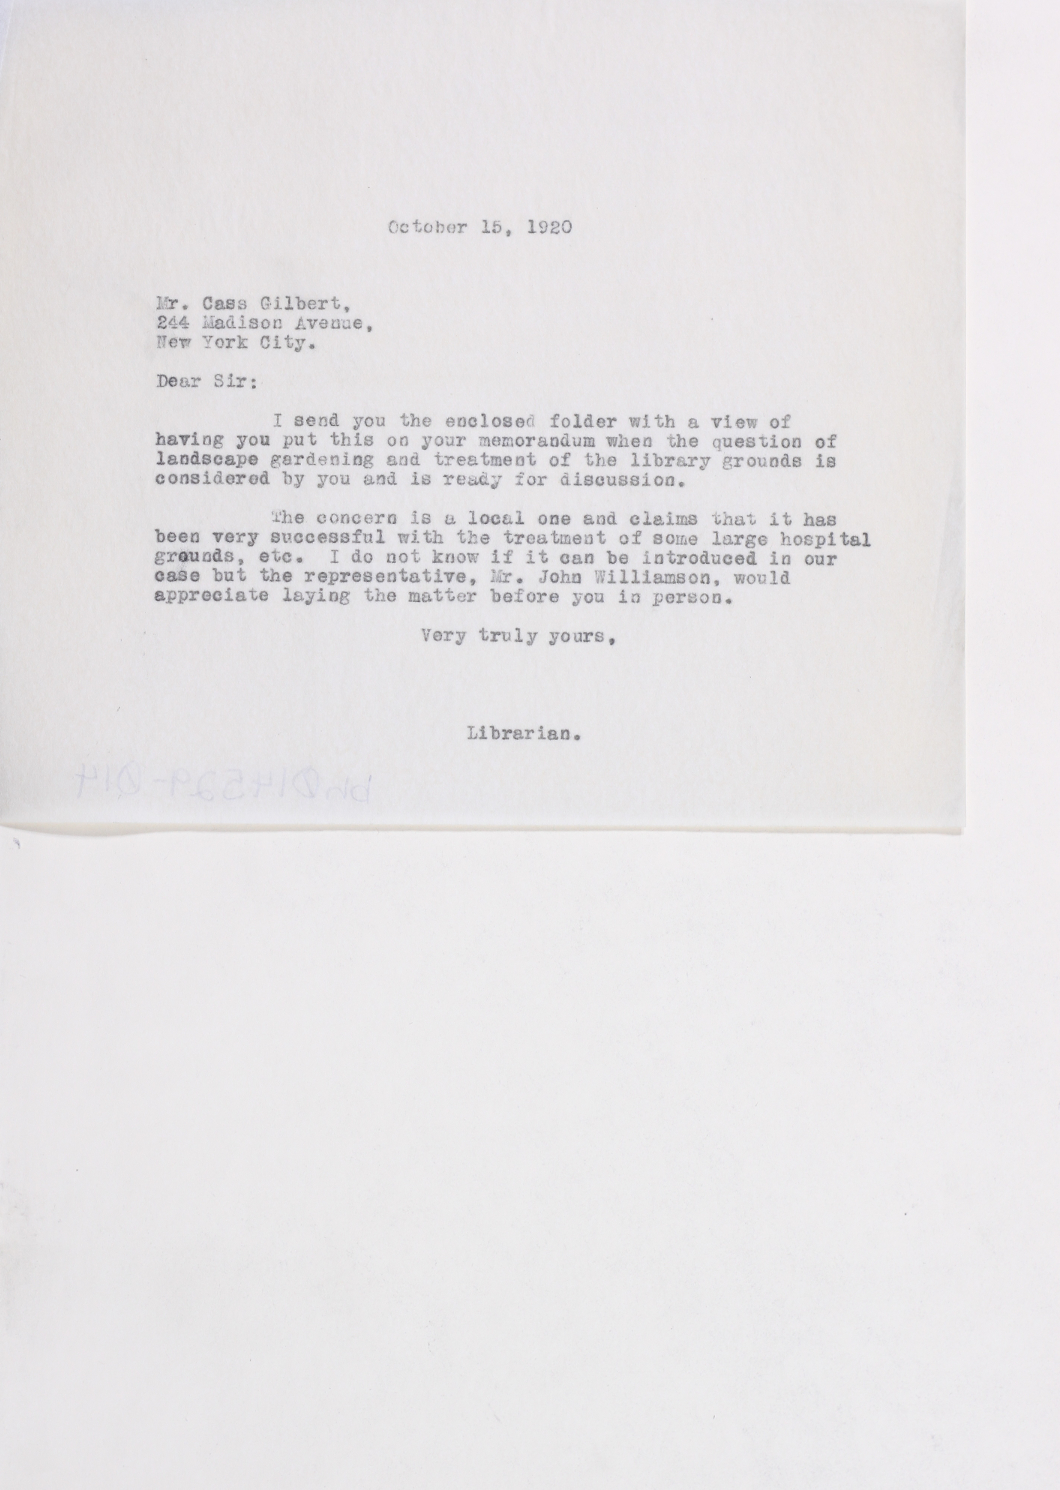 October 15, 1920
Mr. Cass Gilbert,
244 Madison Avenue,
New York City.
Dear Sir:
I send you the enclosed folder with a view of
having you put this on your memorandum when the question of
landscape gardening and treatment of the library grounds is
considered by you and is ready for discussion.
The concern is a local one and claims that it has
been very successful with the treatment of some large hospital
grounds, etc. I do not know if it can be introduced in our
case but the representative, Mr. John Williamson, would
appreciate laying the matter before you in person.
Very truly yours,
Librarian.
bh014529-014